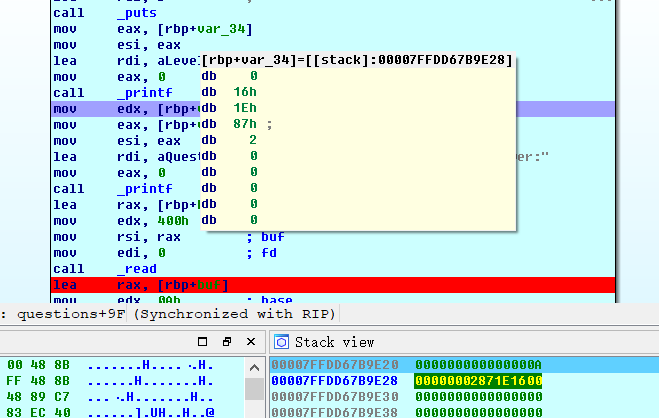 call _puts
mov eax, [rbp+var_34]
mov esi, eax
lea rdi, aLeve
mov eax, 0
call _printf
mov edx, [rbp+
mov eax, [rbp+
mov esi, eax
lea rdi, aQuest er:"
mov eax, 0
call _printf
lea rax, [rbp+
mov edx, 400h
mov rsi, rax ; buf
mov edi, 0 ; fd
call _read
lea rax, [rbp+buf]
mov edx, 0Ah ; base
[rbp+var_34]=[[stack]:00007FFDD67B9E28]
db 0
db 16h
db 1Eh
db 87h ;
db 2
db 0
db 0
db 0
db 0
db 0
: questions+9F (Synchronized with RIP)
Stack view
00 48 8B .......H.... ·.H.
FF 48 8B .......H........H.
48 89 C7 ....·.H.......H..
83 EC 40 ......].UH..H..@
00007FFDD67B9E20 000000000000000A
00007FFDD67B9E28 00000002871E1600
00007FFDD67B9E30 0000000000000000
00007FFDD67B9E38 0000000000000000